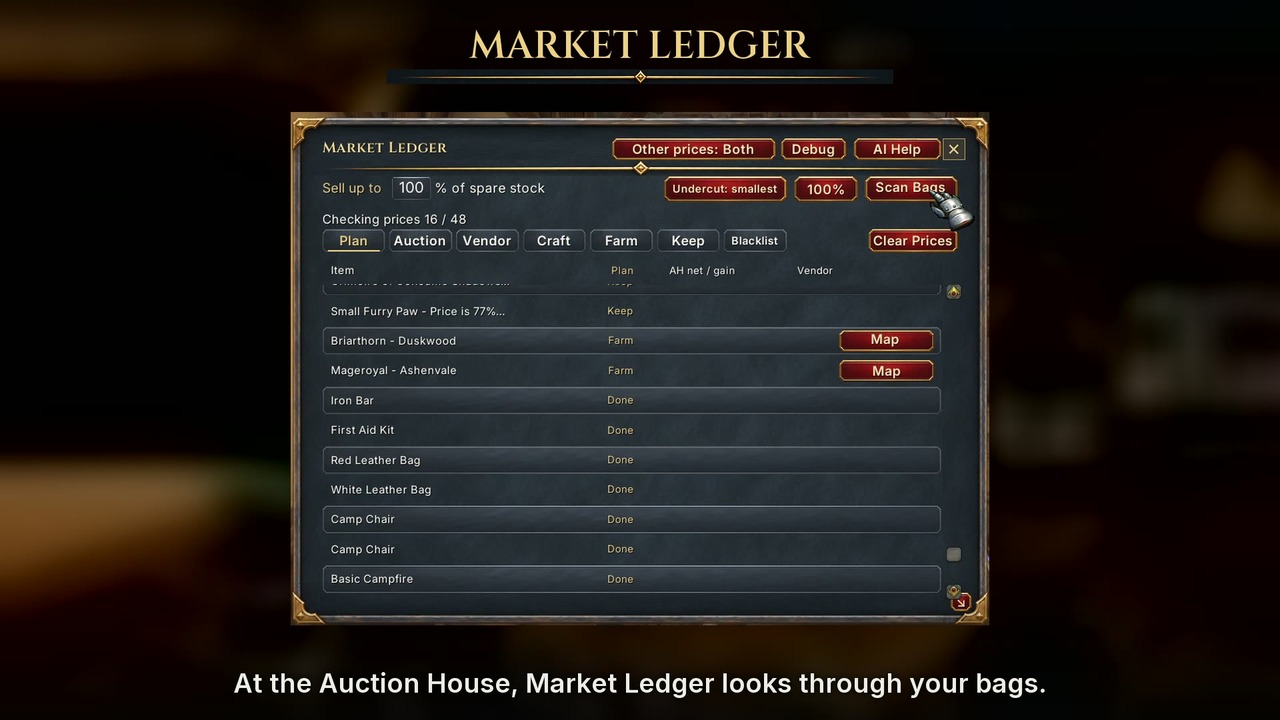 MARKET LEDGER
Market Ledger
Other prices: Both
Debug
AI Help
Sell up to 100 % of spare stock
Undercut: smallest
100%
Scan Bags
Checking prices 16 / 48
Plan
Auction
Vendor
Craft
Farm
Keep
Blacklist
Clear Prices
Item
Plan
AH net / gain
Vendor
Small Furry Paw - Price is 77%...
Keep
Briarthorn - Duskwood
Farm
Map
Mageroyal - Ashenvale
Farm
Map
Iron Bar
Done
First Aid Kit
Done
Red Leather Bag
Done
White Leather Bag
Done
Camp Chair
Done
Camp Chair
Done
Basic Campfire
Done
At the Auction House, Market Ledger looks through your bags.